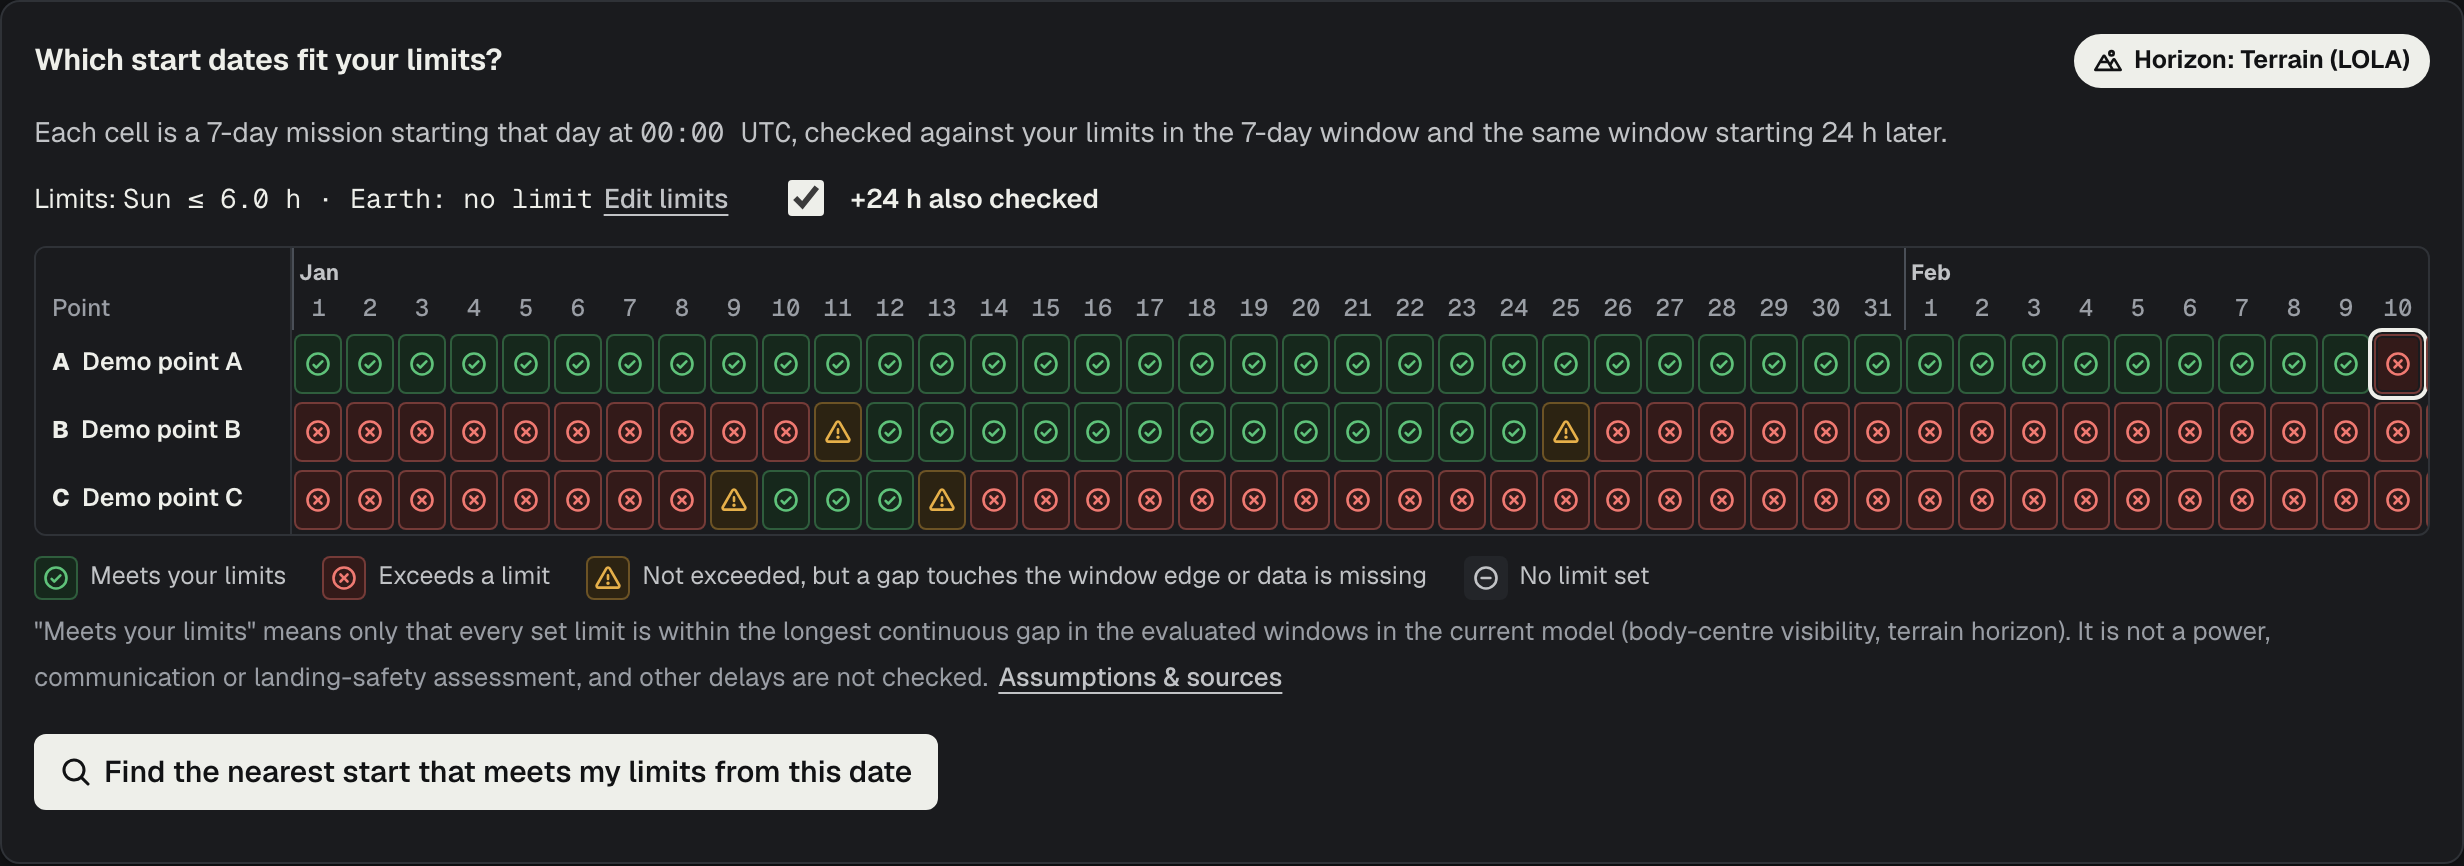 Which start dates fit your limits?
Horizon: Terrain (LOLA)
Each cell is a 7-day mission starting that day at 00:00 UTC, checked against your limits in the 7-day window and the same window starting 24 h later.
Limits: Sun ≤ 6.0 h · Earth: no limit Edit limits
+24 h also checked
Jan Feb
Point 1 2 3 4 5 6 7 8 9 10 11 12 13 14 15 16 17 18 19 20 21 22 23 24 25 26 27 28 29 30 31 1 2 3 4 5 6 7 8 9 10
A Demo point A
B Demo point B
C Demo point C
Meets your limits Exceeds a limit Not exceeded, but a gap touches the window edge or data is missing No limit set
"Meets your limits" means only that every set limit is within the longest continuous gap in the evaluated windows in the current model (body-centre visibility, terrain horizon). It is not a power,
communication or landing-safety assessment, and other delays are not checked. Assumptions & sources
Find the nearest start that meets my limits from this date